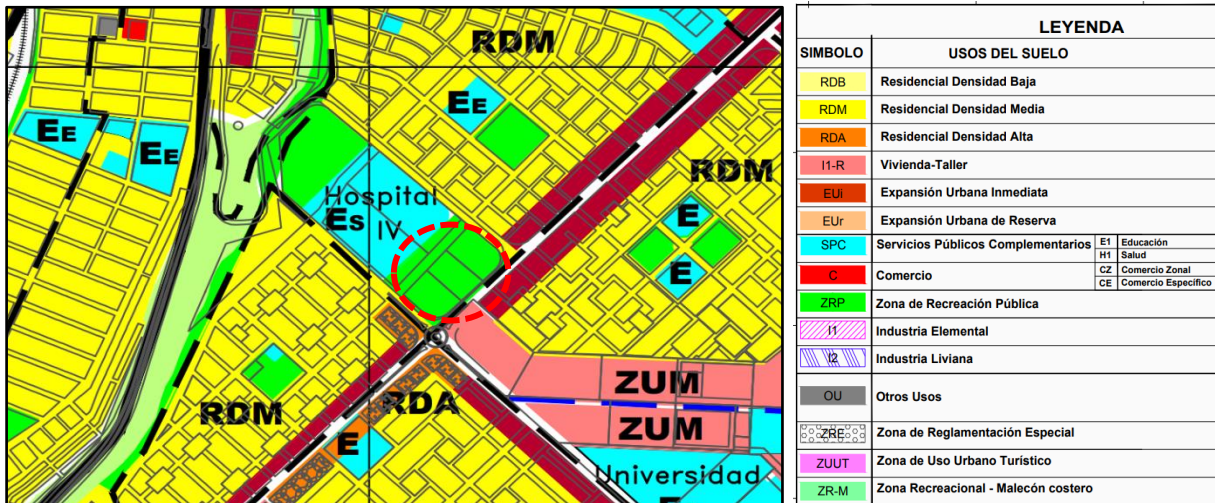 RDM
EE
EE
EE
RDM
Hospital
Es
IV
E
E
RDM
RDA
E
ZUM
ZUM
Universidad
E
LEYENDA
SIMBOLO USOS DEL SUELO
RDB Residencial Densidad Baja
RDM Residencial Densidad Media
RDA Residencial Densidad Alta
I1-R Vivienda-Taller
EUi Expansión Urbana Inmediata
EUr Expansión Urbana de Reserva
SPC Servicios Públicos Complementarios E1 Educación
H1 Salud
C Comercio CZ Comercio Zonal
CE Comercio Especifico
ZRP Zona de Recreación Pública
I1 Industria Elemental
I2 Industria Liviana
OU Otros Usos
ZRE Zona de Reglamentación Especial
ZUUT Zona de Uso Urbano Turístico
ZR-M Zona Recreacional - Malecón costero